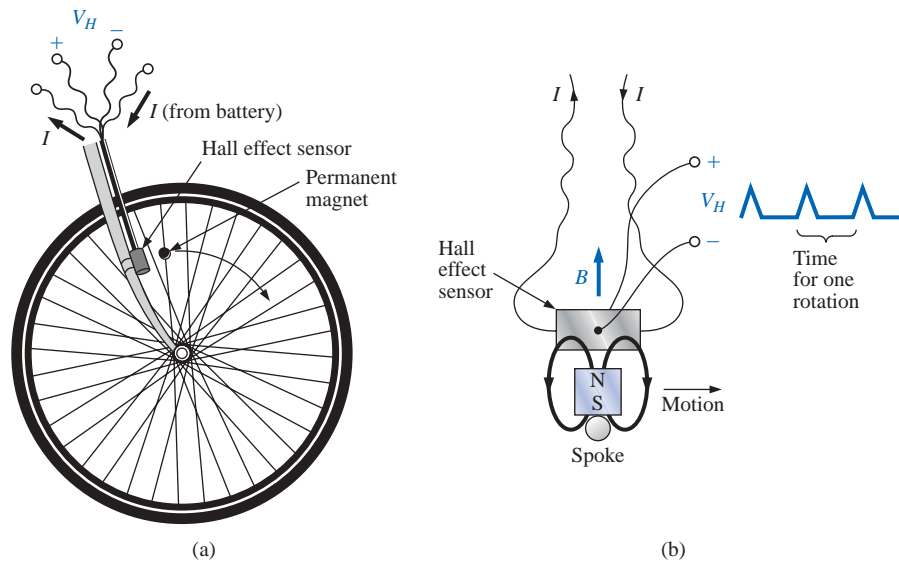 V_H
+
−
I (from battery)
I
Hall effect sensor
Permanent
magnet
(a)
I
I
+
V_H
−
Hall
effect
sensor
B
Time
for one
rotation
N
S
Motion
Spoke
(b)